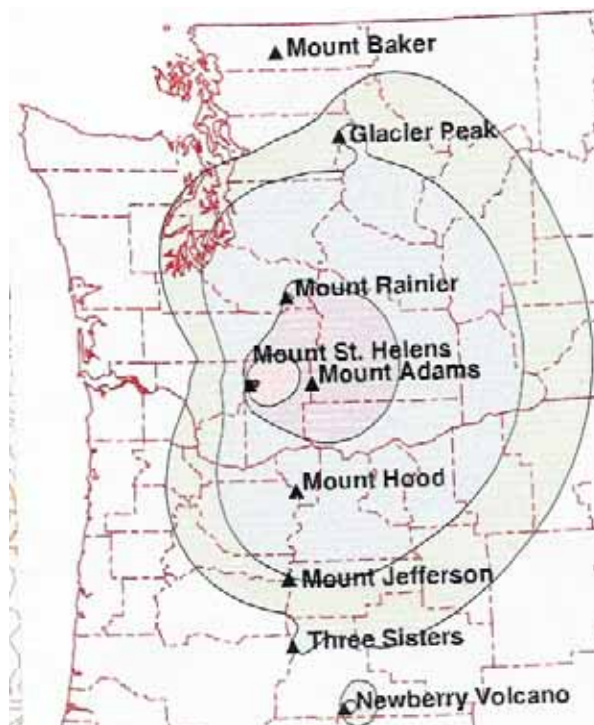 Mount Baker
Glacier Peak
Mount Rainier
Mount St. Helens
Mount Adams
Mount Hood
Mount Jefferson
Three Sisters
Newberry Volcano